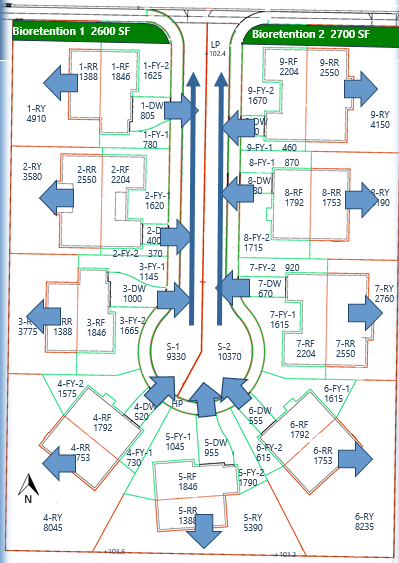 LP
+102.4
Bioretention 1  2600 SF
Bioretention 2  2700 SF
1-RR
1388
1-RF
1846
1-FY-2
1625
1-RY
4910
1-DW
805
1-FY-1
780
9-RF
2204
9-RR
2550
9-FY-2
1670
9-RY
4150
9-FY-1  460
2-RY
3580
2-RR
2550
2-RF
2204
2-FY-1
1620
400
2-FY-2  370
8-FY-1  870
8-DW
8-RF
1792
8-RR
1753
8-FY-2
1715
3-FY-1
1145
3-DW
1000
3-FY-2
1665
3775
1388
3-RF
1846
7-FY-2  920
7-DW
670
7-FY-1
1615
7-RY
2760
7-RF
2204
7-RR
2550
S-1
9330
S-2
10370
HP
4-FY-2
1575
4-RF
1792
4-RR
4-DW
520
4-FY-1
730
4-RY
8045
5-FY-1
1045
5-DW
955
5-RF
1846
5-RR
5-FY-2
1790
5-RY
5390
6-DW
555
6-FY-2
615
6-FY-1
1615
6-RF
1792
6-RR
1753
6-RY
8235
N
+103.6
+103.2